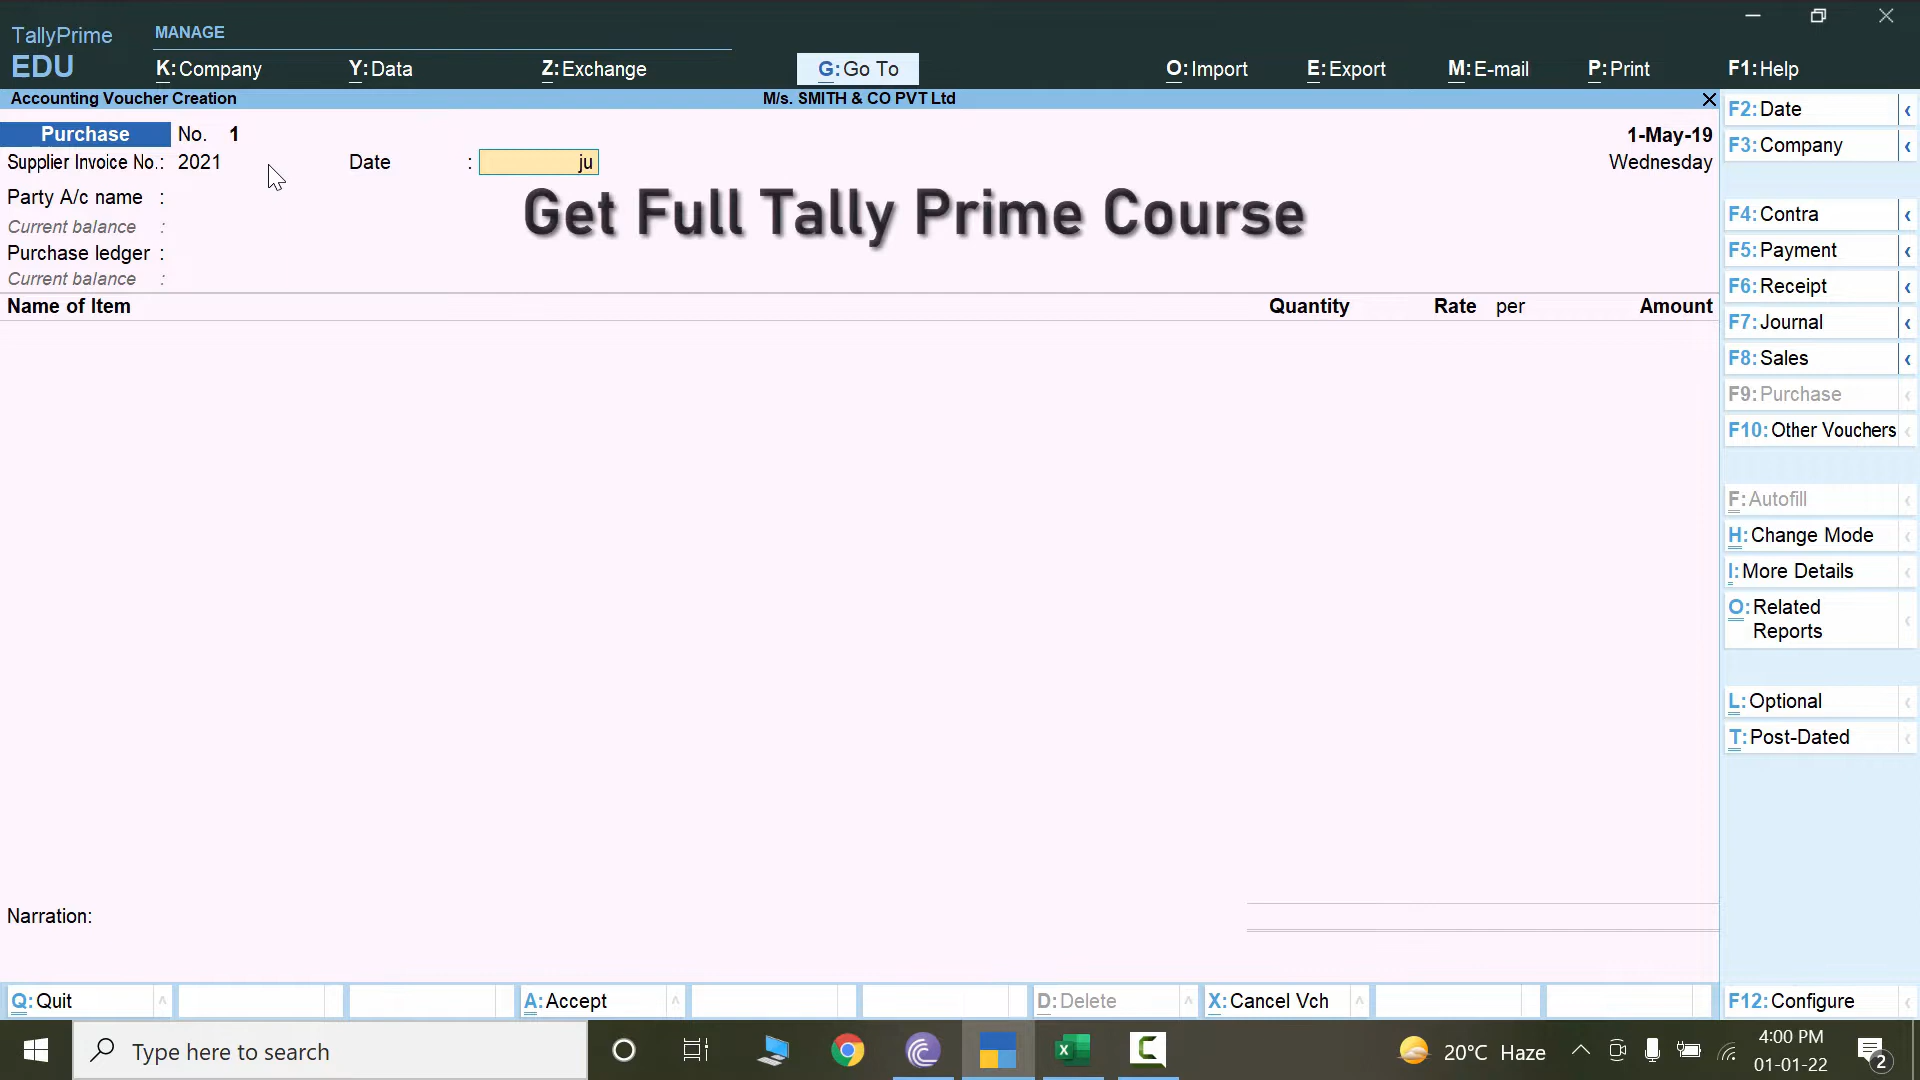 TallyPrime
EDU
MANAGE
K:Company
Y:Data
Z:Exchange
G:Go To
O:Import
E:Export
M:E-mail
P:Print
F1:Help
Accounting Voucher Creation
M/s. SMITH & CO PVT Ltd
Purchase No. 1
1-May-19
Supplier Invoice No.: 2021
Date : ju
Wednesday
Party A/c name :
Get Full Tally Prime Course
Current balance :
Purchase ledger :
Current balance :
Name of Item
Quantity
Rate per
Amount
F2:Date
F3:Company
F4:Contra
F5:Payment
F6:Receipt
F7:Journal
F8:Sales
F9:Purchase
F10:Other Vouchers
F:Autofill
H:Change Mode
I:More Details
O:Related
Reports
L:Optional
T:Post-Dated
Narration:
Q:Quit
A:Accept
D:Delete
X:Cancel Vch
F12:Configure
Type here to search
20°C Haze
4:00 PM
01-01-22
2